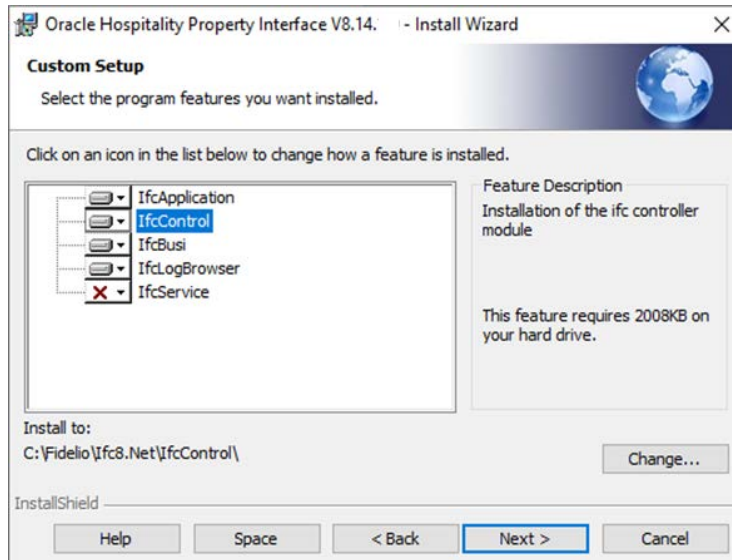 Oracle Hospitality Property Interface V8.14. - Install Wizard
Custom Setup
Select the program features you want installed.
Click on an icon in the list below to change how a feature is installed.
IfcApplication
IfcControl
IfcBusi
IfcLogBrowser
IfcService
Feature Description
Installation of the ifc controller
module
This feature requires 2008KB on
your hard drive.
Install to:
C:\Fidelio\Ifc8.Net\IfcControl\
Change...
InstallShield
Help
Space
< Back
Next >
Cancel